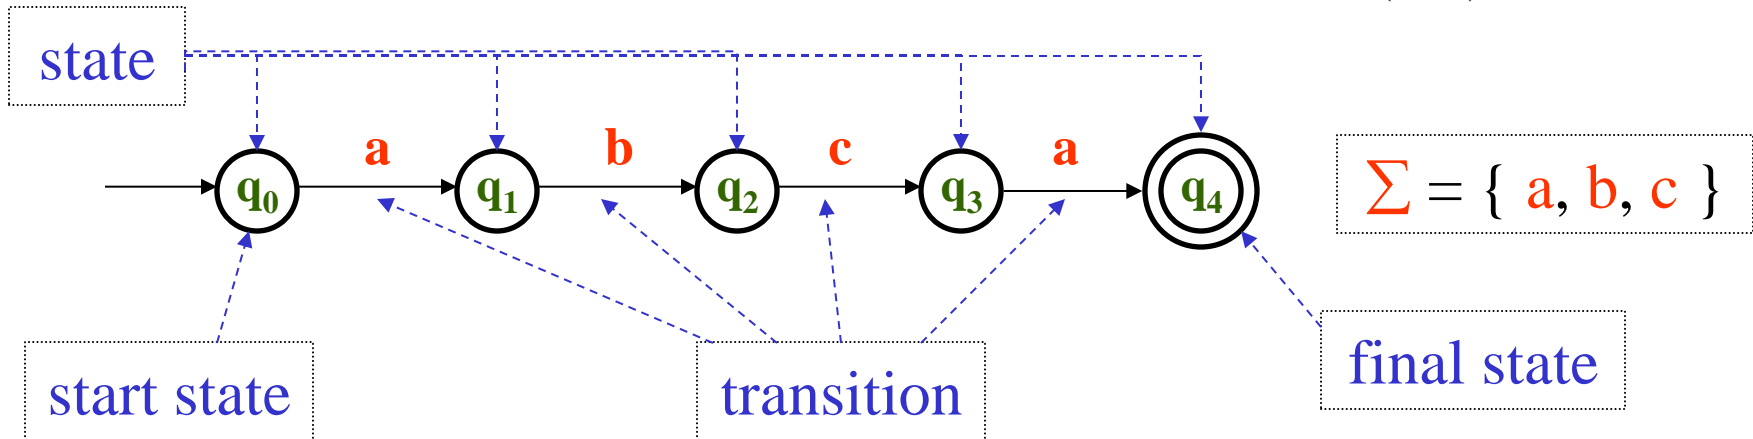 state
a b c a
q0 q1 q2 q3 q4
∑ = { a, b, c }
start state
transition
final state